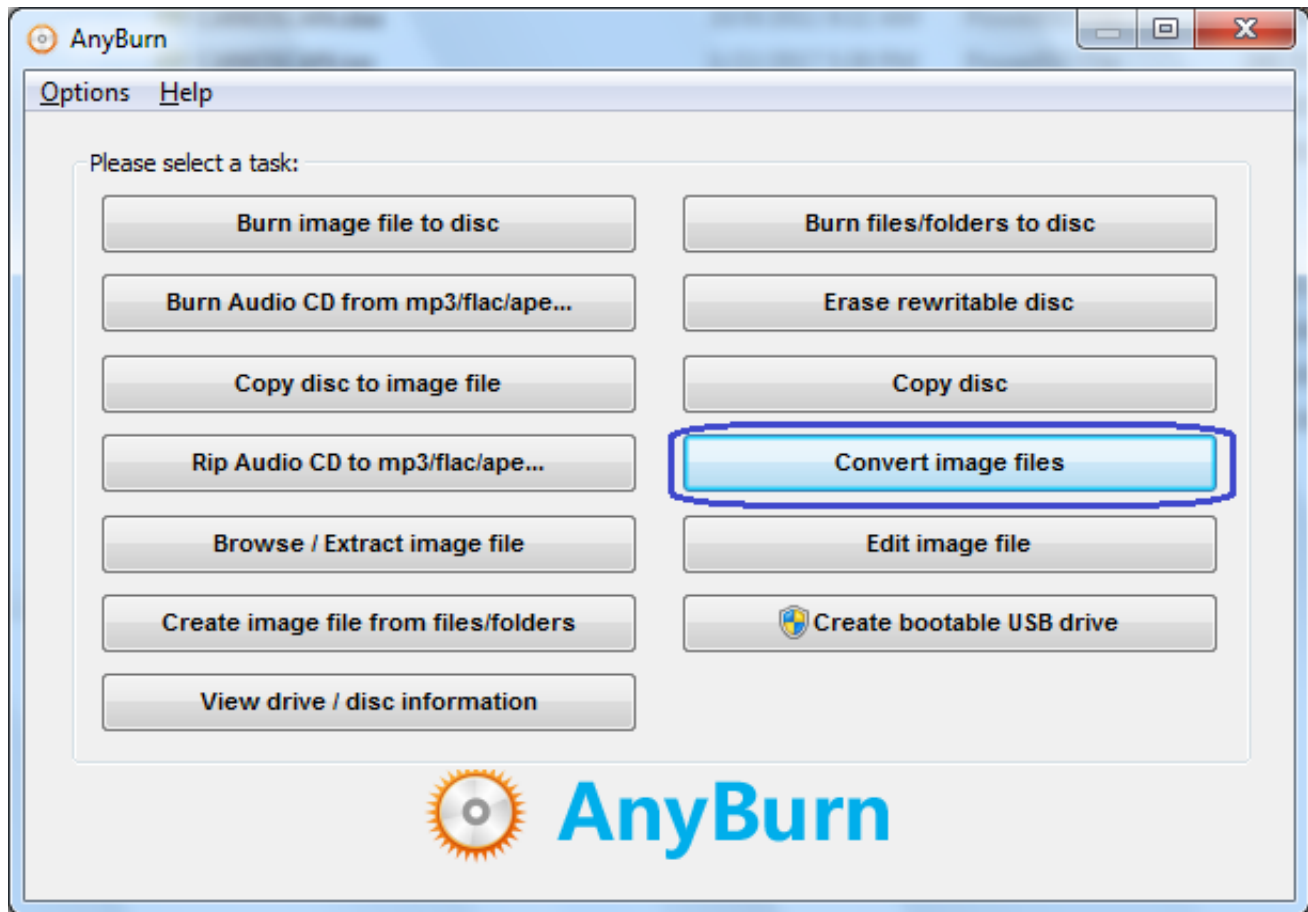 AnyBurn
Options Help
Please select a task:
Burn image file to disc
Burn files/folders to disc
Burn Audio CD from mp3/flac/ape...
Erase rewritable disc
Copy disc to image file
Copy disc
Rip Audio CD to mp3/flac/ape...
Convert image files
Browse / Extract image file
Edit image file
Create image file from files/folders
Create bootable USB drive
View drive / disc information
AnyBurn